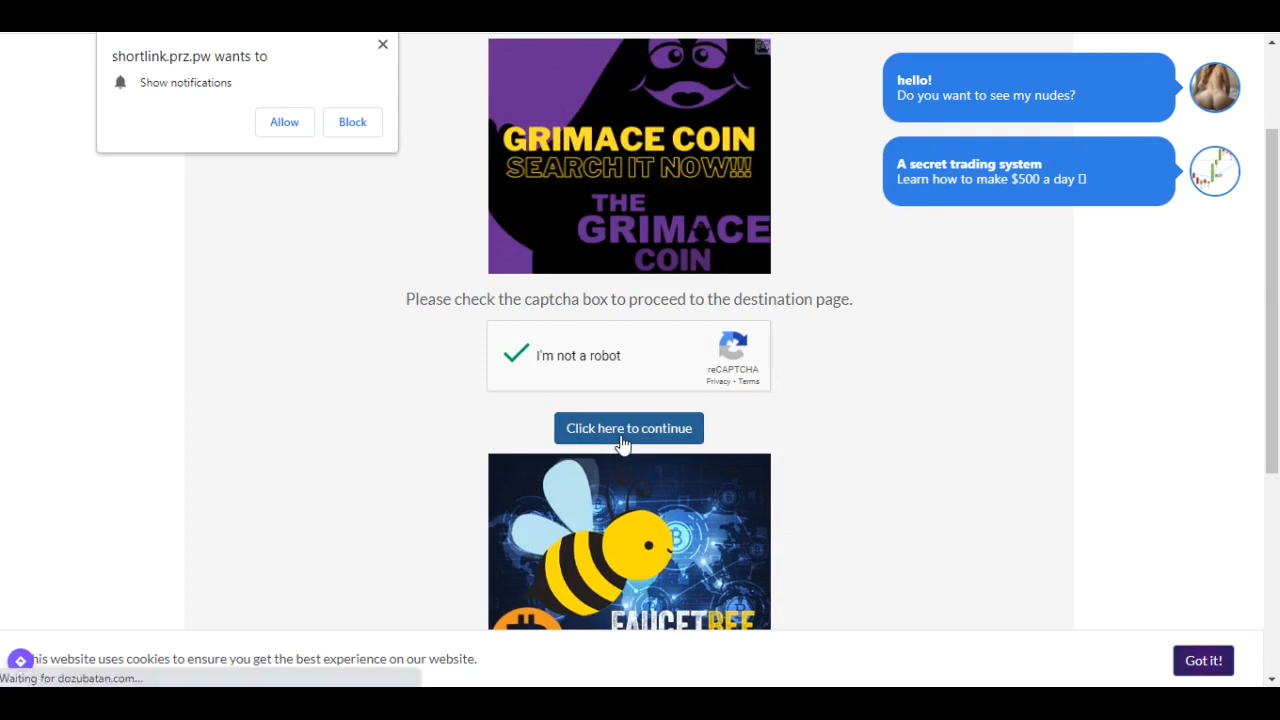 shortlink.prz.pw wants to
Show notifications
Allow
Block
hello!
Do you want to see my nudes?
A secret trading system
Learn how to make $500 a day
GRIMACE COIN
SEARCH IT NOW!!!
THE
GRIMACE
COIN
Please check the captcha box to proceed to the destination page.
I'm not a robot
reCAPTCHA
Privacy - Terms
Click here to continue
FAUCETBEE
his website uses cookies to ensure you get the best experience on our website.
Got it!
Waiting for dozubatan.com...